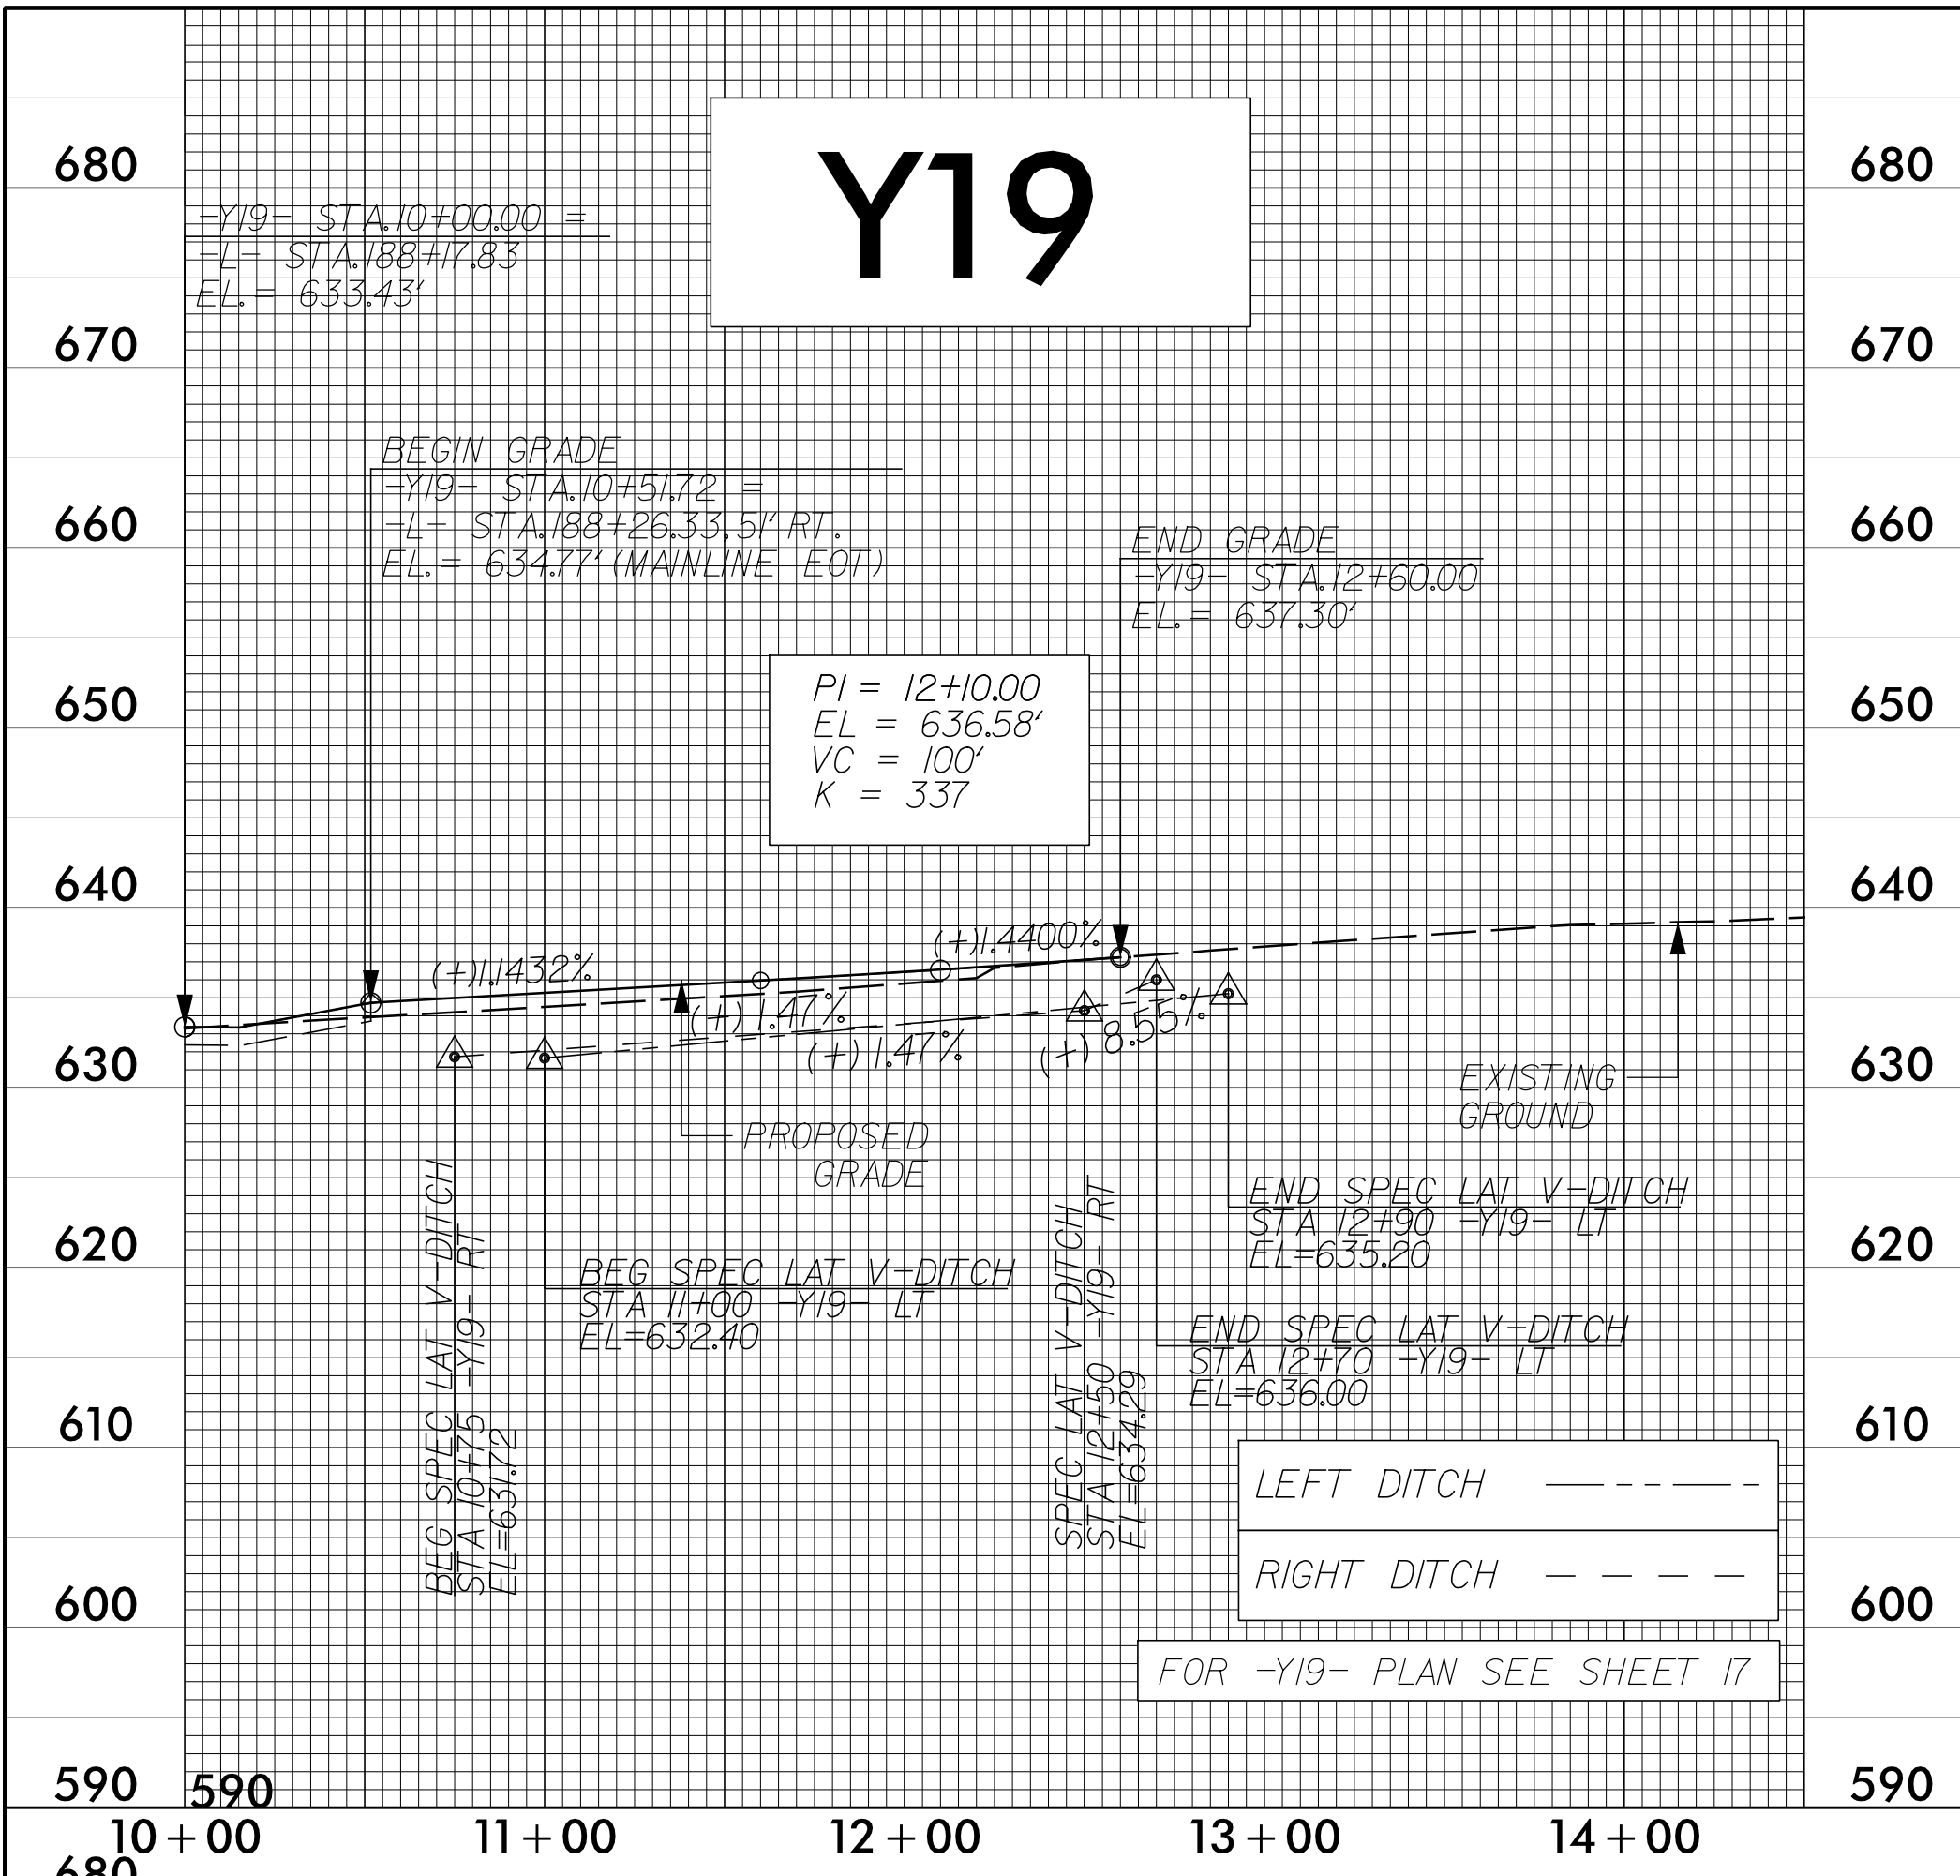 Y19
680
680
-Y19- STA.10+00.00 =
-L- STA.188+17.83
EL.= 633.43'
670
670
BEGIN GRADE
-Y19- STA.10+51.72 =
-L- STA.188+26.33,51' RT.
EL.= 634.77' (MAINLINE EOT)
660
660
END GRADE
-Y19- STA.12+60.00
EL.= 637.30'
650
650
PI = 12+10.00
EL = 636.58'
VC = 100'
K = 337
640
640
(+)1.1432%
(+)1.4400%
(+)1.47%
(+)1.47%
(+)8.55%
630
630
EXISTING
GROUND
PROPOSED
GRADE
BEG SPEC LAT V-DITCH
STA 10+75 -Y19- RT
EL=631.72
BEG SPEC LAT V-DITCH
STA 11+00 -Y19- LT
EL=632.40
SPEC LAT V-DITCH
STA 12+50 -Y19- RT
EL=634.29
END SPEC LAT V-DITCH
STA 12+90 -Y19- LT
EL=635.20
620
620
END SPEC LAT V-DITCH
STA 12+70 -Y19- LT
EL=636.00
610
610
LEFT DITCH
RIGHT DITCH
600
600
FOR -Y19- PLAN SEE SHEET 17
590
590
590
10+00
11+00
12+00
13+00
14+00
680